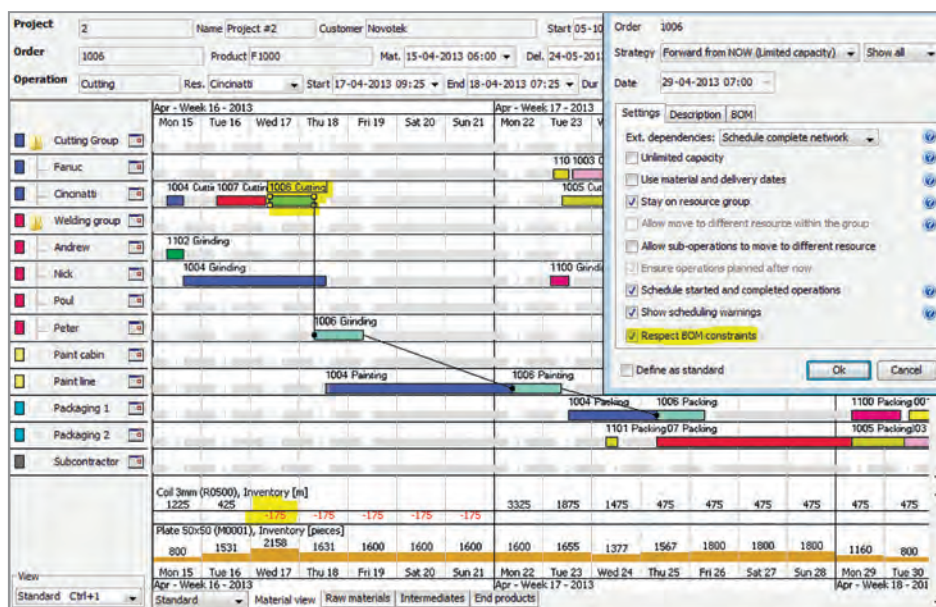 Project 2 Name Project #2 Customer Novotek Start 05-10
Order 1006 Product F1000 Mat. 15-04-2013 06:00 Del. 24-05-201
Operation Cutting Res. Cincinatti Start 17-04-2013 09:25 End 18-04-2013 07:25 Dur
Order 1006
Strategy Forward from NOW (Limited capacity) Show all
Date 29-04-2013 07:00
Settings Description BOM
Ext. dependencies: Schedule complete network
Unlimited capacity
Use material and delivery dates
Stay on resource group
Allow move to different resource within the group
Allow sub-operations to move to different resource
Ensure operations planned after now
Schedule started and completed operations
Show scheduling warnings
Respect BOM constraints
Define as standard Ok Cancel
Apr - Week 16 - 2013 Apr - Week 17 - 2013
Mon 15 Tue 16 Wed 17 Thu 18 Fri 19 Sat 20 Sun 21 Mon 22 Tue 23 W
Cutting Group
Fanuc 110 1003 C
Cincinatti 1004 Cutti 1007 Cuttin 1006 Cutting 1005 Cut
Welding group
Andrew 1102 Grinding
Nick 1004 Grinding 1100 Grindi
Poul
Peter 1006 Grinding
Paint cabin
Paint line 1004 Painting 1006 Painting
Packaging 1 1004 Packing 1006 Packing 1100 Packing 00
Packaging 2 1101 Packing 07 Packing 1005 Packing 03
Subcontractor
Coil 3mm (R0500), Inventory [m]
1225 425 -175 -175 -175 -175 -175 3325 1875 1475 475 475 475 475 475 475
Plate 50x50 (M0001), Inventory [pieces]
800 1531 2158 1631 1600 1600 1600 1600 1655 1377 1567 1800 1800 1800 1160 800
Mon 15 Tue 16 Wed 17 Thu 18 Fri 19 Sat 20 Sun 21 Mon 22 Tue 23 Wed 24 Thu 25 Fri 26 Sat 27 Sun 28 Mon 29 Tue 30
Apr - Week 16 - 2013 Apr - Week 17 - 2013 Apr - Week 18 - 201
View
Standard Ctrl+1
Standard Material view Raw materials Intermediates End products